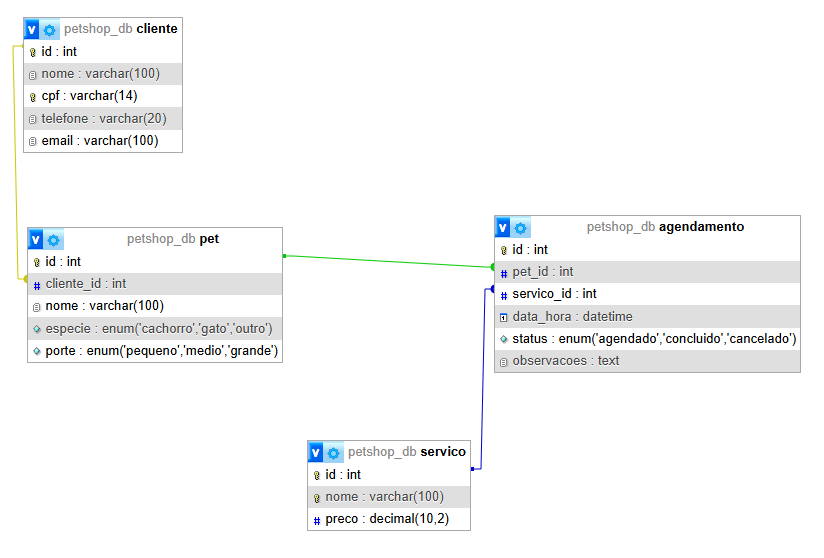 petshop_db cliente
id : int
nome : varchar(100)
cpf : varchar(14)
telefone : varchar(20)
email : varchar(100)
petshop_db pet
id : int
cliente_id : int
nome : varchar(100)
especie : enum('cachorro','gato','outro')
porte : enum('pequeno','medio','grande')
petshop_db agendamento
id : int
pet_id : int
servico_id : int
data_hora : datetime
status : enum('agendado','concluido','cancelado')
observacoes : text
petshop_db servico
id : int
nome : varchar(100)
preco : decimal(10,2)